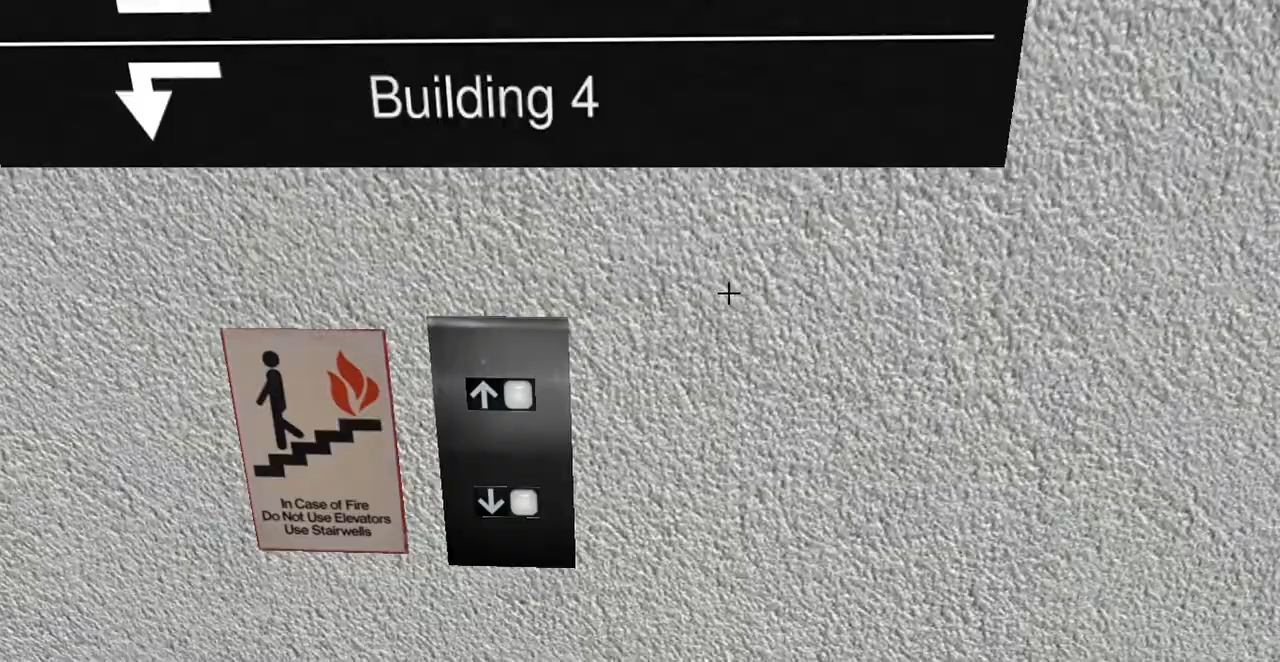 Building 4
In Case of Fire
Do Not Use Elevators
Use Stairwells